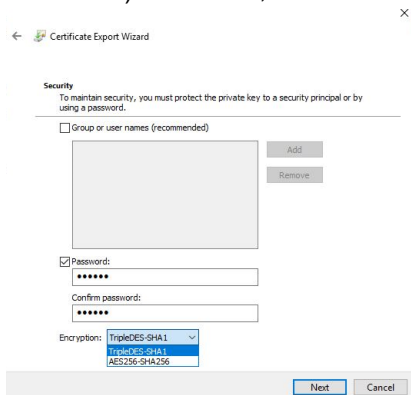 Certificate Export Wizard
Security
To maintain security, you must protect the private key to a security principal or by
using a password.
Group or user names (recommended)
Add
Remove
Password:
••••••
Confirm password:
••••••
Encryption: TripleDES-SHA1
TripleDES-SHA1
AES256-SHA256
Next Cancel